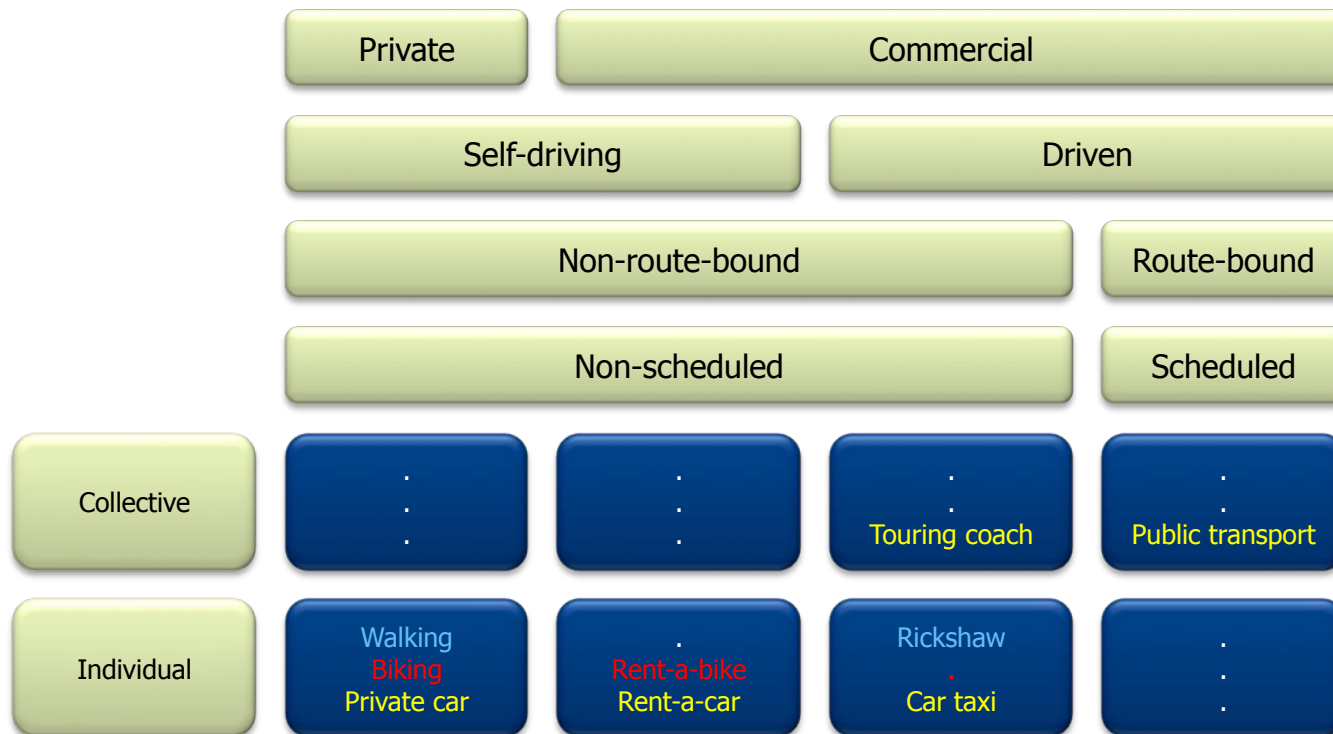 Private
Commercial
Self-driving
Driven
Non-route-bound
Route-bound
Non-scheduled
Scheduled
Collective
.
.
.
.
.
.
.
.
Touring coach
.
.
Public transport
Individual
Walking
Biking
Private car
.
Rent-a-bike
Rent-a-car
Rickshaw
.
Car taxi
.
.
.